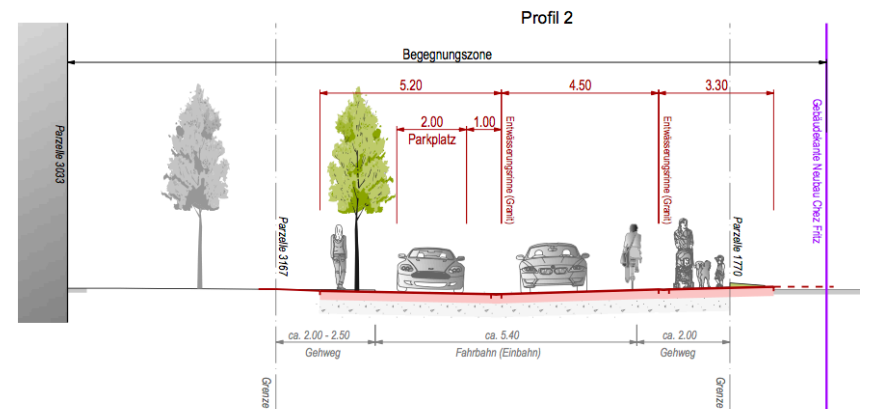 Profil 2
Begegnungszone
5.20
4.50
3.30
2.00
1.00
Parkplatz
Entwässerungsrinne (Granit)
Entwässerungsrinne (Granit)
Gebäudekante Neubau Chez Fritz
Parzelle 3033
Parzelle 3167
Parzelle 1770
ca. 2.00 - 2.50
ca. 5.40
ca. 2.00
Gehweg
Fahrbahn (Einbahn)
Gehweg
Grenze
Grenze